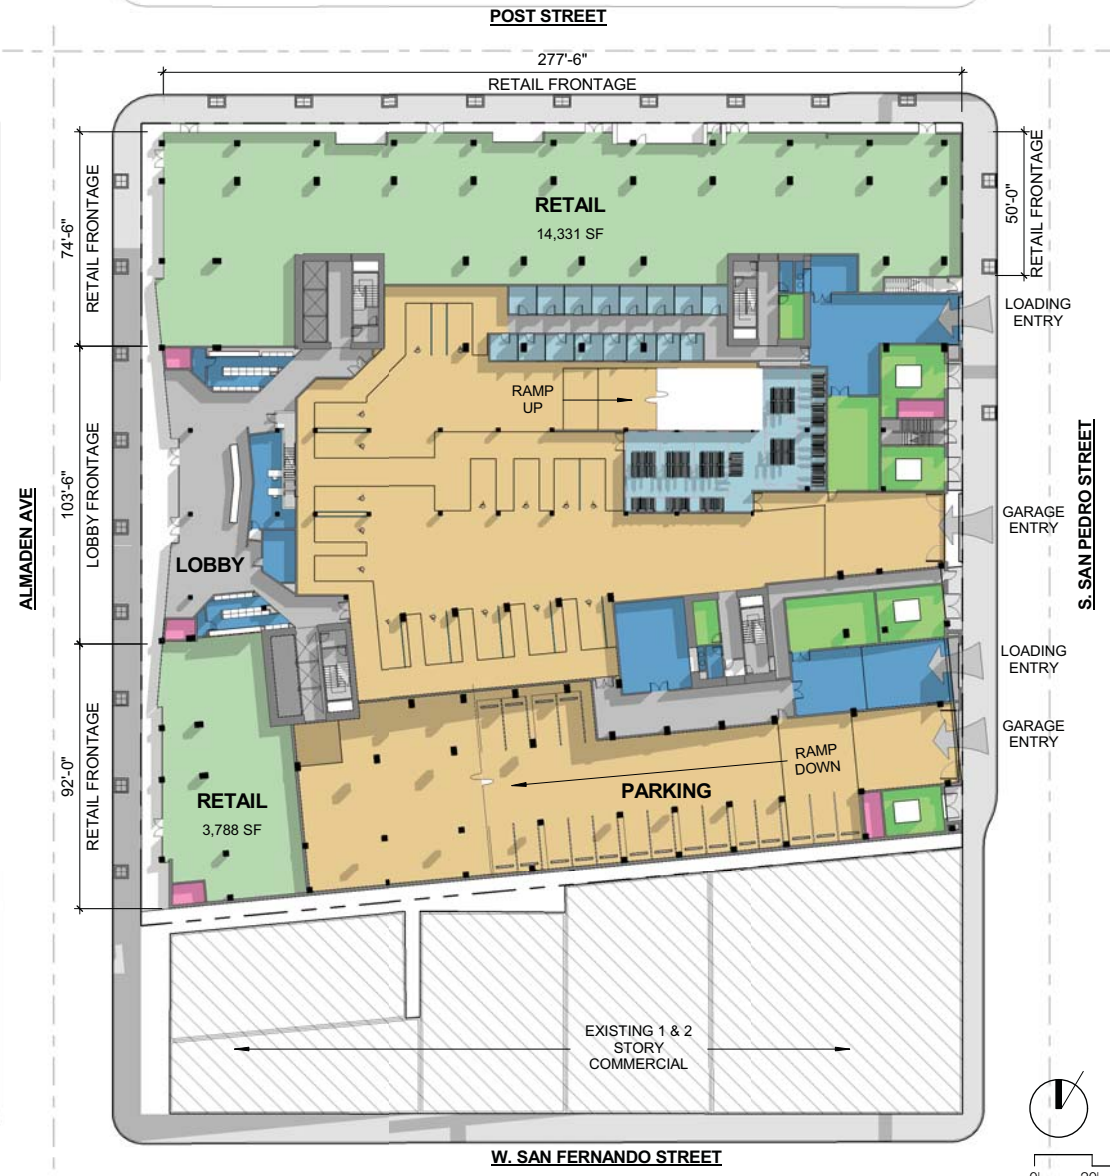 POST STREET
277'-6"
RETAIL FRONTAGE
74'-6"
RETAIL FRONTAGE
50'-0"
RETAIL FRONTAGE
RETAIL
14,331 SF
LOADING
ENTRY
RAMP
UP
ALMADEN AVE
103'-6"
LOBBY FRONTAGE
LOBBY
GARAGE
ENTRY
S. SAN PEDRO STREET
LOADING
ENTRY
92'-0"
RETAIL FRONTAGE
RETAIL
3,788 SF
RAMP
DOWN
PARKING
GARAGE
ENTRY
EXISTING 1 & 2
STORY
COMMERCIAL
W. SAN FERNANDO STREET